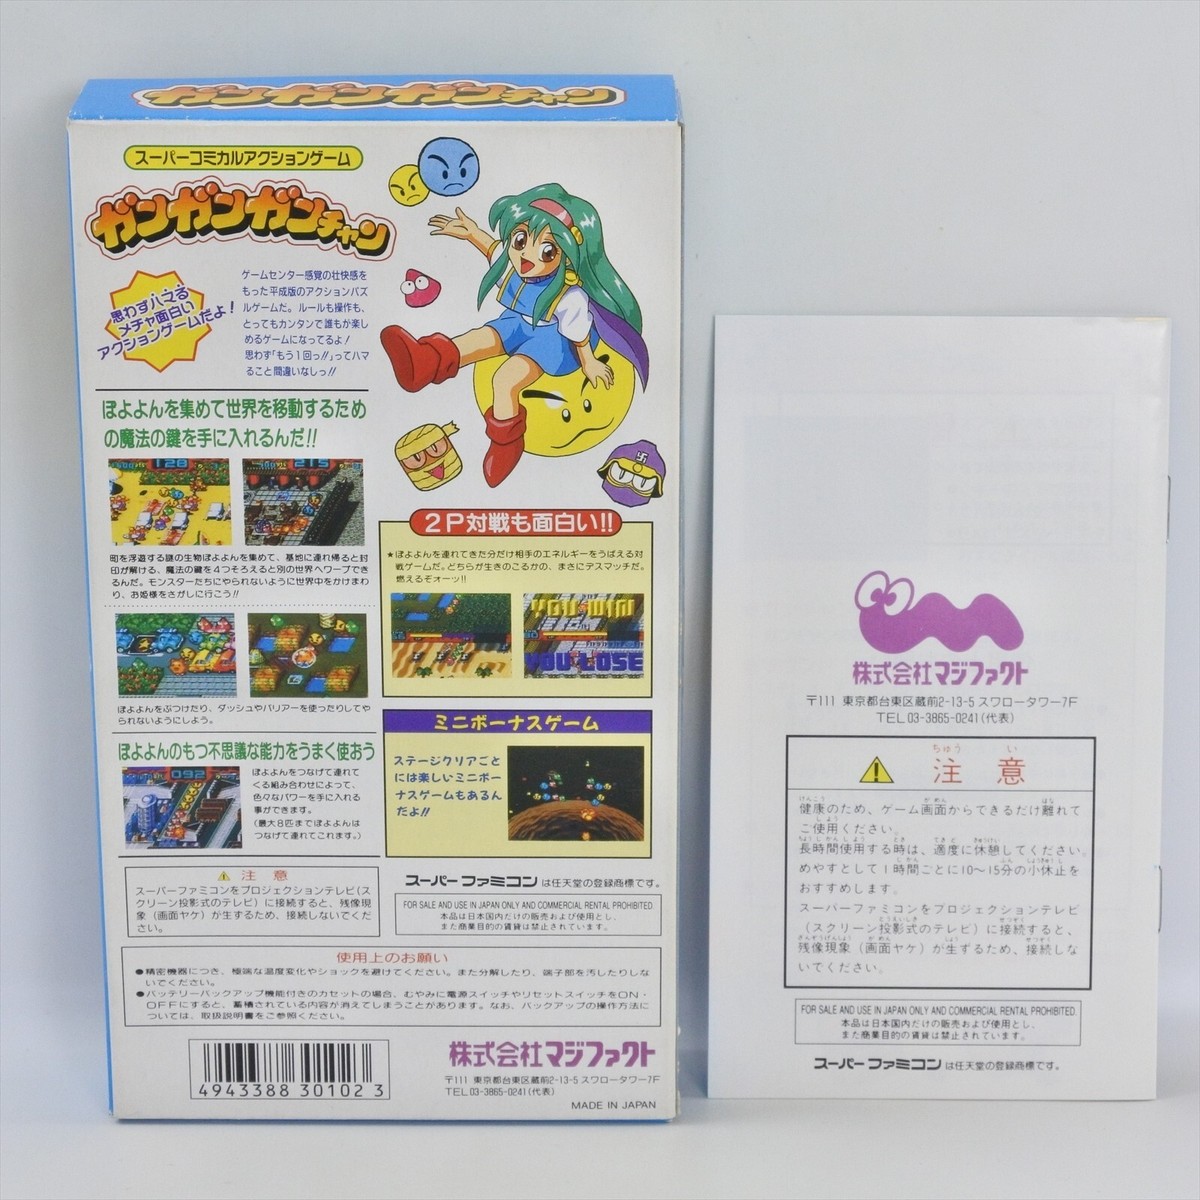 ガンガンガンチャン
スーパーコミカルアクションゲーム
ガンガンガンチャン
思わずハマる
メチャ面白い
アクションゲームだよ!
ゲームセンター感覚の壮快感を
もった平成版のアクションパズ
ルゲームだ。ルールも操作も、
とってもカンタンで誰もが楽し
めるゲームになってるよ!
思わず「もう1回っ!!」ってハマ
ること間違いなしっ!!
ぽよよんを集めて世界を移動するため
の魔法の鍵を手に入れるんだ!!
128
215
町を浮遊する謎の生物ぽよよんを集めて、基地に連れ帰ると封
印が解ける、魔法の鍵を4つそろえると別の世界へワープでき
るんだ。モンスターたちにやられないように世界中をかけまわ
り、お姫様をさがしに行こう!!
ぽよよんをぶつけたり、ダッシュやバリアーを使ったりしてや
られないようにしよう。
ぽよよんのもつ不思議な能力をうまく使おう
092
ぽよよんをつなげて連れて
くる組み合わせによって、
色々なパワーを手に入れる
事ができます。
(最大8匹までぽよよんは
つなげて連れてこれます。)
2P対戦も面白い!!
★ぽよよんを連れてきた分だけ相手のエネルギーをうばえる対
戦ゲームだ。どちらが生きのこるかの、まさにデスマッチだ。
燃えるぞオーッ!!
YOU WIN
YOU LOSE
ミニボーナスゲーム
ステージクリアごと
には楽しいミニボー
ナスゲームもあるん
だよ!!
⚠ 注意
スーパーファミコンをプロジェクションテレビ(ス
クリーン投影式のテレビ)に接続すると、残像現
象(画面ヤケ)が生ずるため、接続しないでくださ
い。
スーパーファミコンは任天堂の登録商標です。
FOR SALE AND USE IN JAPAN ONLY AND COMMERCIAL RENTAL PROHIBITED.
本品は日本国内だけの販売および使用とし、
また商業目的の賃貸は禁止されています。
使用上のお願い
●精密機器につき、極端な温度変化やショックを避けてください。また分解したり、端子部を汚したりしな
いでください。
●バッテリーバックアップ機能付きのカセットの場合、むやみに電源スイッチやリセットスイッチをON・
OFFにすると、蓄積されている内容が消えてしまうことがあります。なお、バックアップの操作方法に
ついては、取扱説明書をご参照ください。
4943388 30102 3
株式会社マジファクト
〒111 東京都台東区蔵前2-13-5 スワロータワー7F
TEL 03-3865-0241(代表)
MADE IN JAPAN
株式会社マジファクト
〒111 東京都台東区蔵前2-13-5 スワロータワー7F
TEL 03-3865-0241(代表)
ちゅう い
⚠ 注意
健康のため、ゲーム画面からできるだけ離れて
ご使用ください。
長時間使用する時は、適度に休憩してください。
めやすとして1時間ごとに10〜15分の小休止を
おすすめします。
スーパーファミコンをプロジェクションテレビ
(スクリーン投影式のテレビ)に接続すると、
残像現象(画面ヤケ)が生ずるため、接続しな
いでください。
FOR SALE AND USE IN JAPAN ONLY AND COMMERCIAL RENTAL PROHIBITED.
本品は日本国内だけの販売および使用とし、
また商業目的の賃貸は禁止されています。
スーパーファミコンは任天堂の登録商標です。